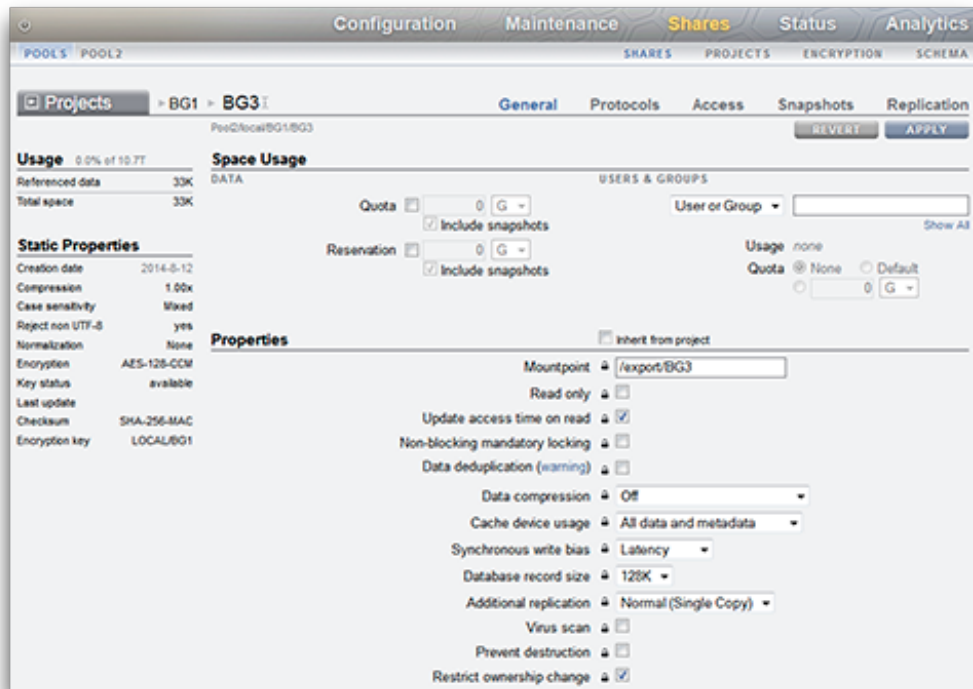 Configuration Maintenance Shares Status Analytics
POOLS POOL2 SHARES PROJECTS ENCRYPTION SCHEMA
Projects BG1 BG3 General Protocols Access Snapshots Replication
Pool2/local/BG1/BG3 REVERT APPLY
Usage 0.0% of 10.7T
Referenced data 33K
Total space 33K
Static Properties
Creation date 2014-8-12
Compression 1.00x
Case sensitivity Mixed
Reject non UTF-8 yes
Normalization None
Encryption AES-128-CCM
Key status available
Last update
Checksum SHA-256-MAC
Encryption key LOCAL/BG1
Space Usage
DATA
Quota 0 G
Include snapshots
Reservation 0 G
Include snapshots
USERS & GROUPS
User or Group
Show All
Usage none
Quota None Default
0 G
Properties Inherit from project
Mountpoint /export/BG3
Read only
Update access time on read
Non-blocking mandatory locking
Data deduplication (warning)
Data compression Off
Cache device usage All data and metadata
Synchronous write bias Latency
Database record size 128K
Additional replication Normal (Single Copy)
Virus scan
Prevent destruction
Restrict ownership change